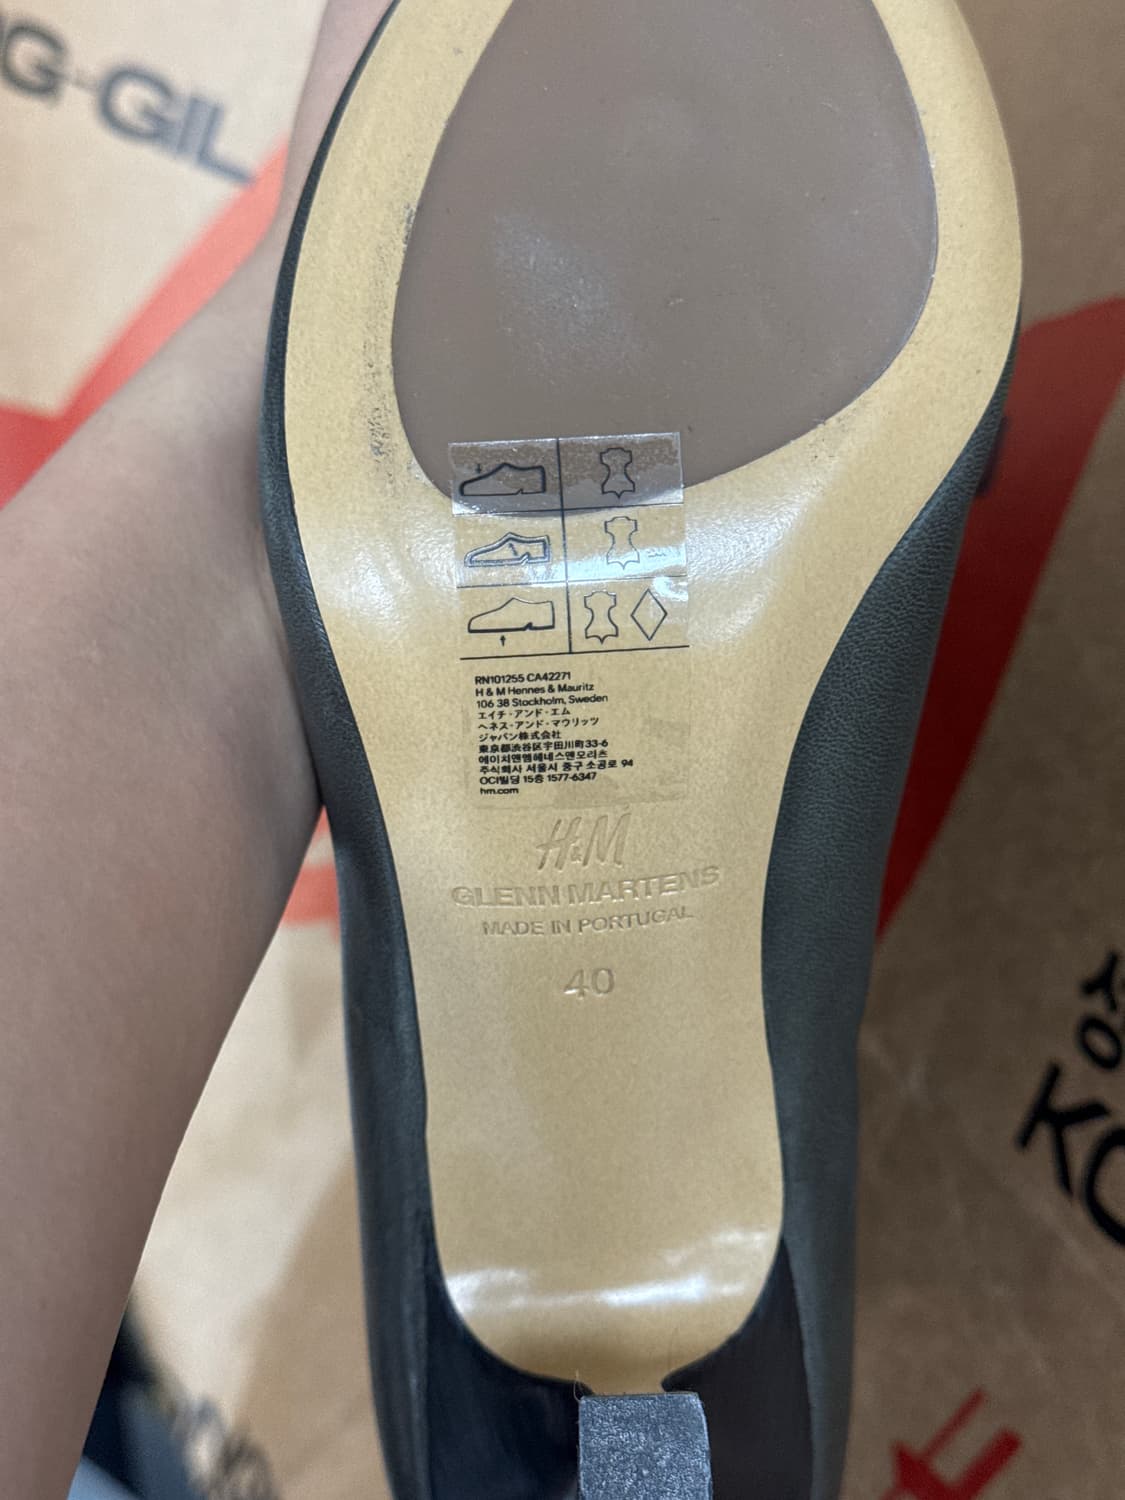 G-GIL
RN101255 CA42271
H & M Hennes & Mauritz
106 38 Stockholm, Sweden
エイチ・アンド・エム
ヘネス・アンド・マウリッツ
ジャパン株式会社
東京都渋谷区宇田川町33-6
에이치앤엠헤네스앤모리츠
주식회사 서울시 중구 소공로 94
OCI빌딩 15층 1577-6347
hm.com
H&M
GLENN MARTENS
MADE IN PORTUGAL
40